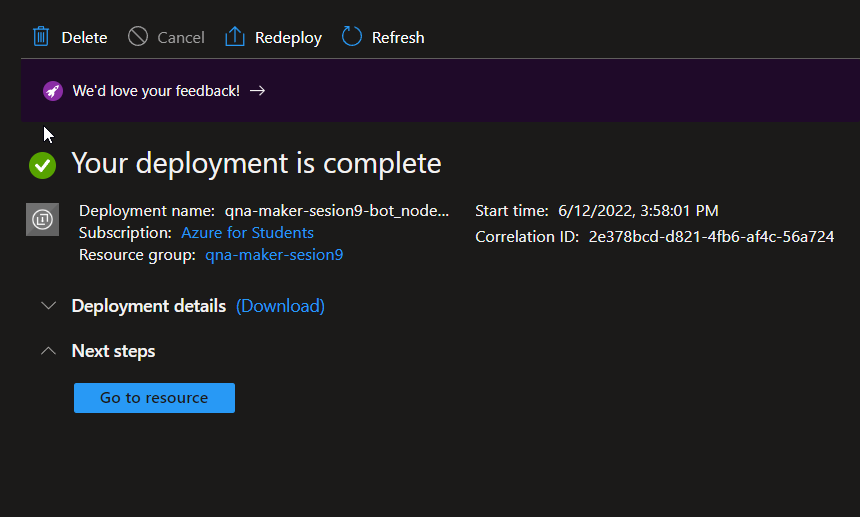 Delete Cancel Redeploy Refresh
We'd love your feedback! →
Your deployment is complete
Deployment name: qna-maker-sesion9-bot_node...
Subscription: Azure for Students
Resource group: qna-maker-sesion9
Start time: 6/12/2022, 3:58:01 PM
Correlation ID: 2e378bcd-d821-4fb6-af4c-56a724
Deployment details (Download)
Next steps
Go to resource